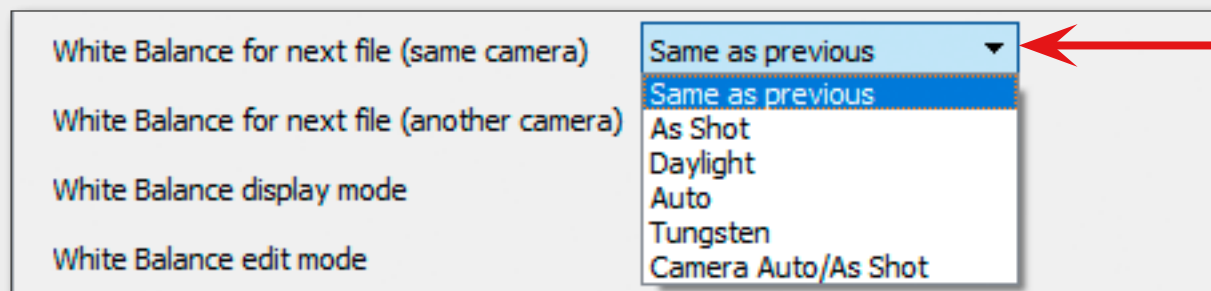 White Balance for next file (same camera) Same as previous
Same as previous
White Balance for next file (another camera) As Shot
Daylight
White Balance display mode Auto
Tungsten
White Balance edit mode Camera Auto/As Shot